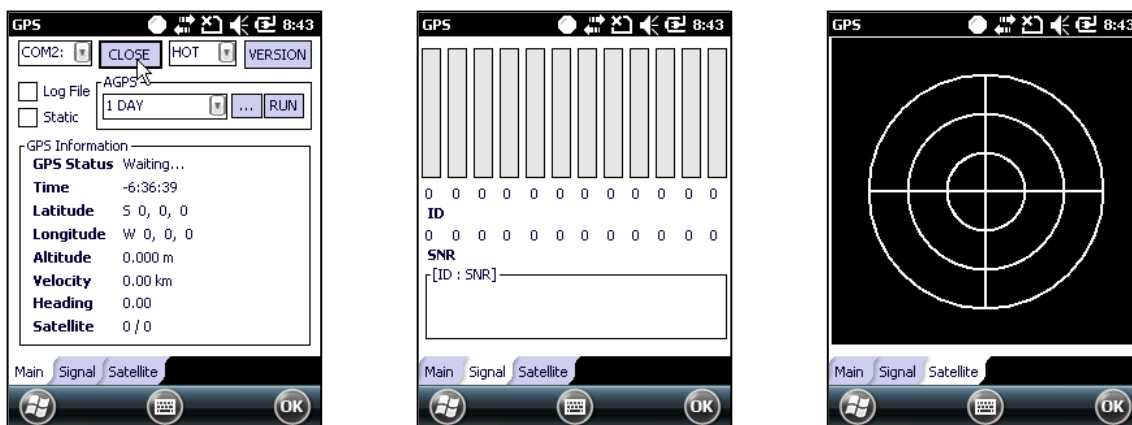 GPS 8:43
COM2: CLOSE HOT VERSION
Log File
Static
AGPS
1 DAY ... RUN
GPS Information
GPS Status Waiting...
Time -6:36:39
Latitude S 0, 0, 0
Longitude W 0, 0, 0
Altitude 0.000 m
Velocity 0.00 km
Heading 0.00
Satellite 0 / 0
Main Signal Satellite
OK
GPS 8:43
0 0 0 0 0 0 0 0 0 0 0 0
ID
0 0 0 0 0 0 0 0 0 0 0 0
SNR
[ID : SNR]
Main Signal Satellite
OK
GPS 8:43
Main Signal Satellite
OK